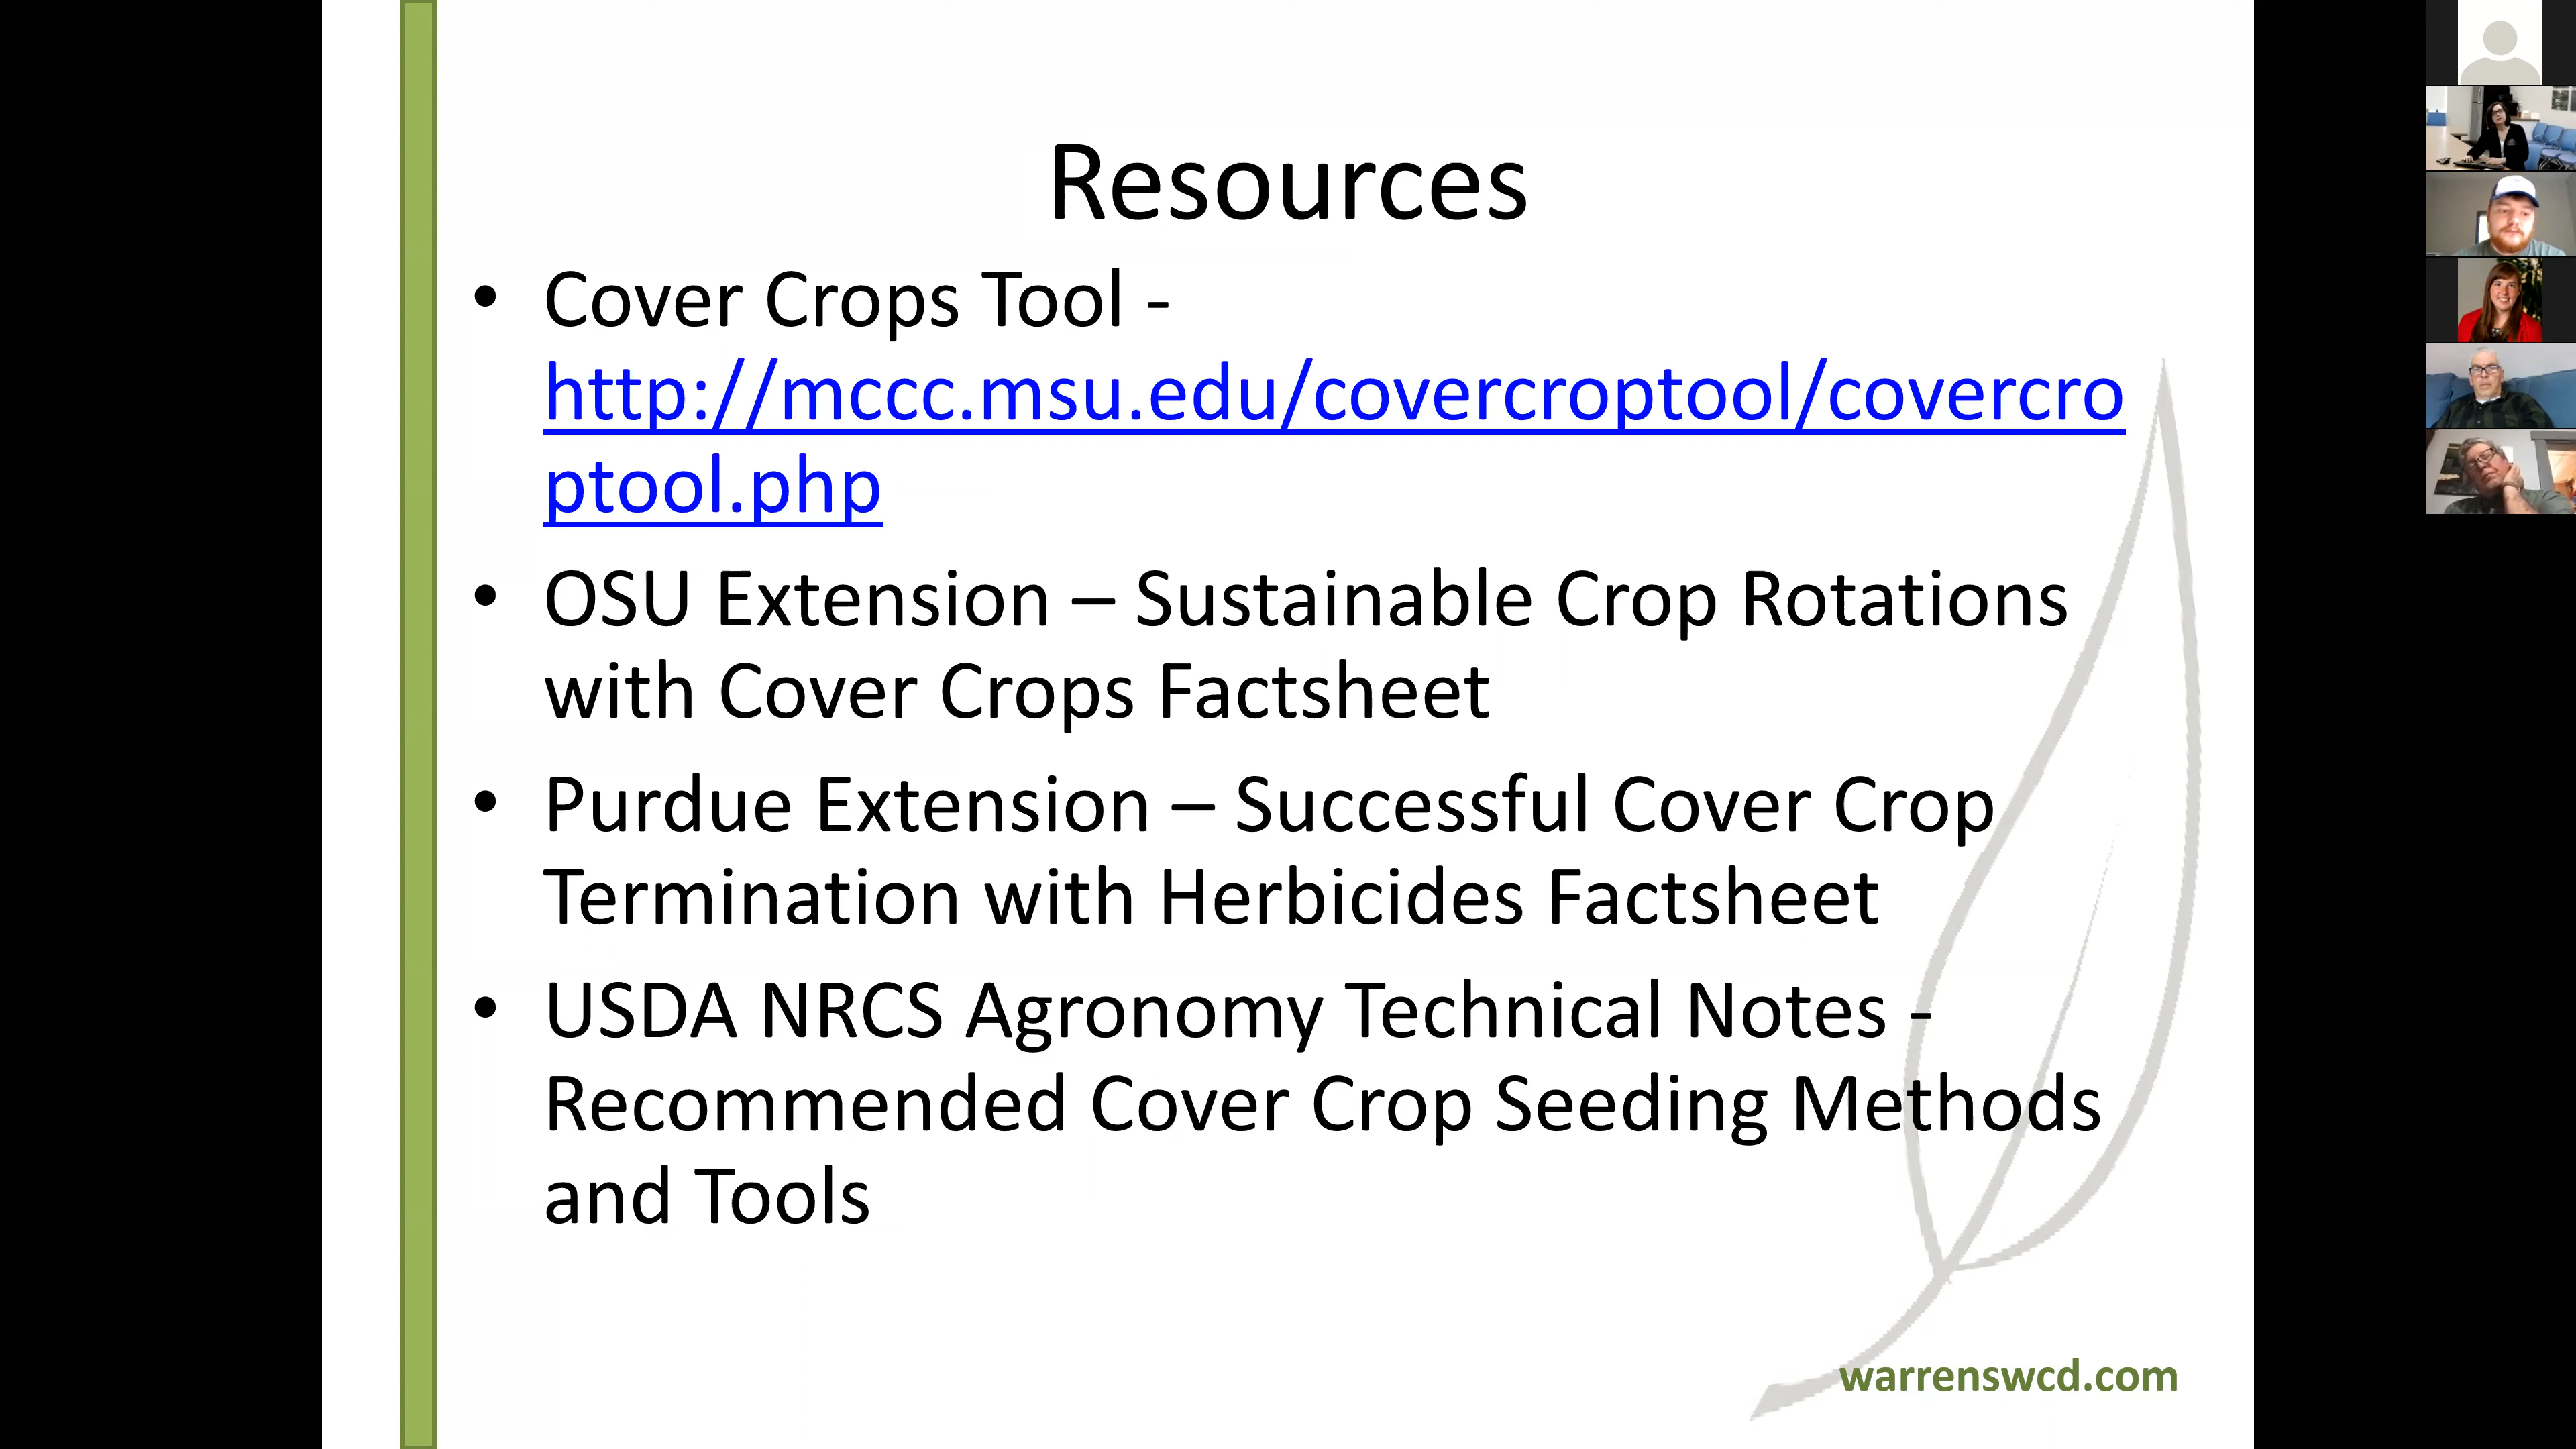 Resources
• Cover Crops Tool -
http://mccc.msu.edu/covercroptool/covercro
ptool.php
• OSU Extension – Sustainable Crop Rotations
with Cover Crops Factsheet
• Purdue Extension – Successful Cover Crop
Termination with Herbicides Factsheet
• USDA NRCS Agronomy Technical Notes -
Recommended Cover Crop Seeding Methods
and Tools
warrenswcd.com